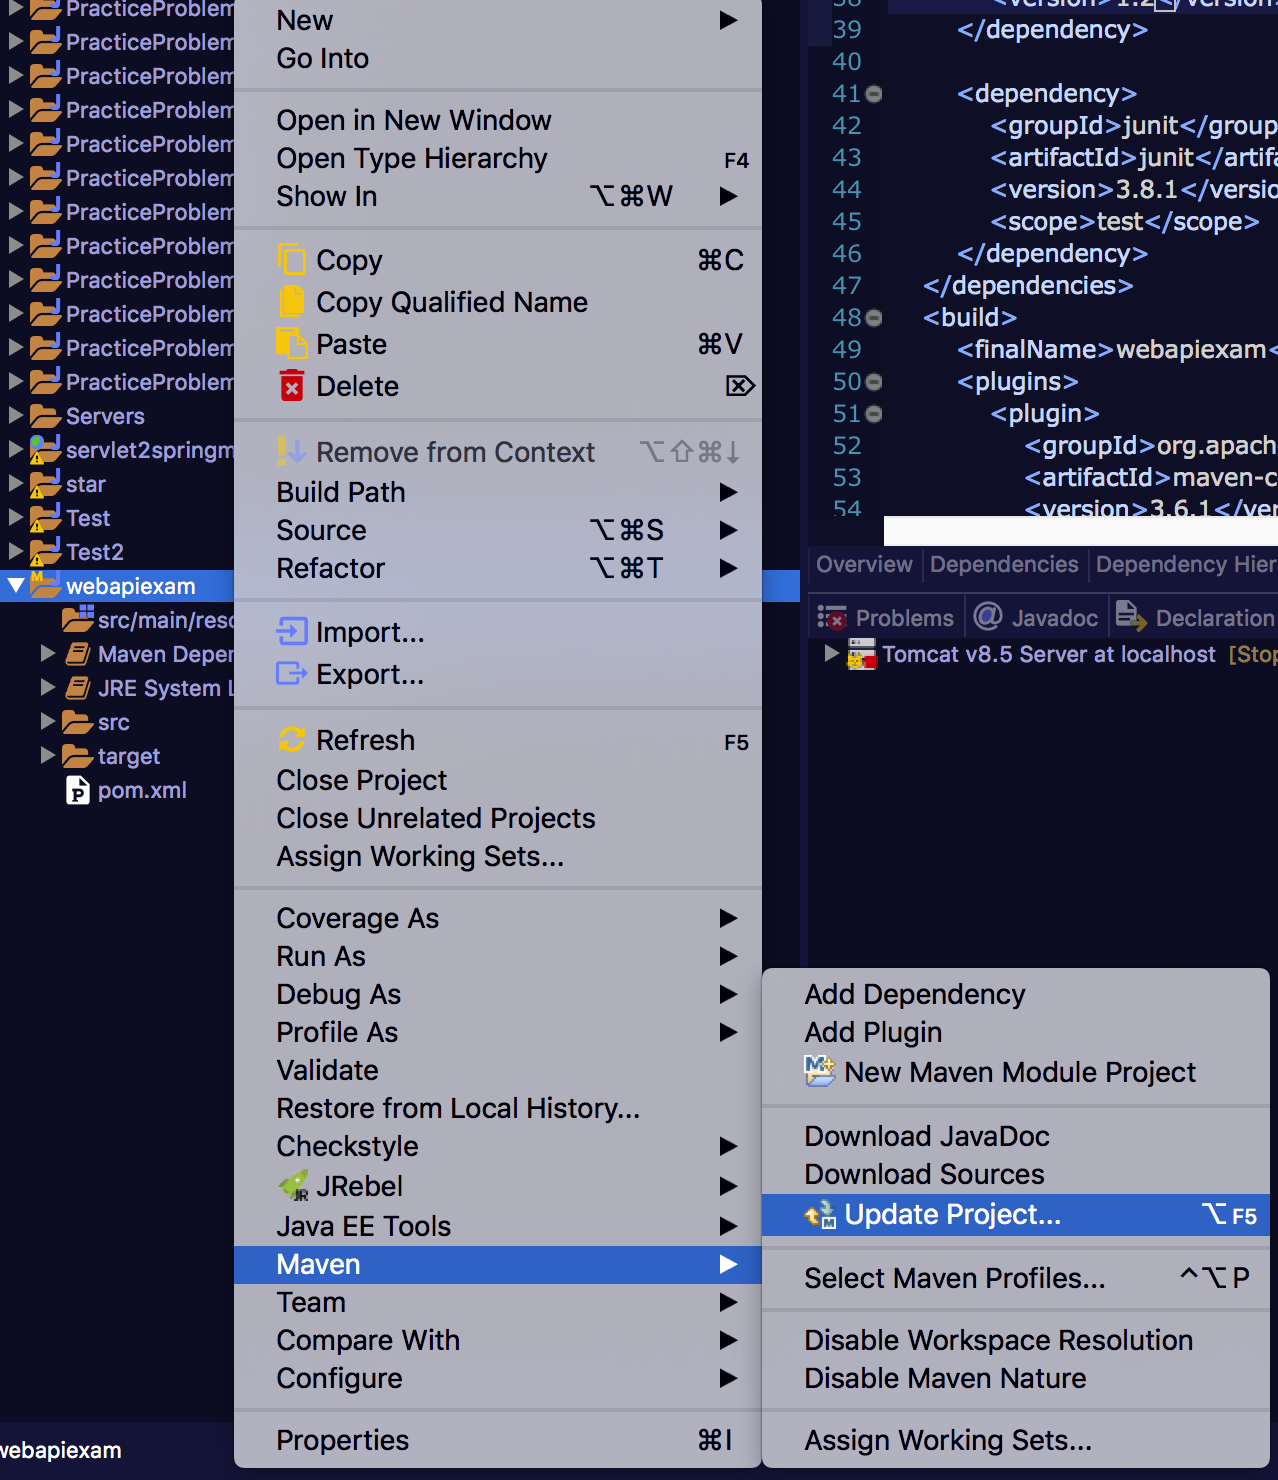 PracticeProblem
PracticeProblem
PracticeProblem
PracticeProblem
PracticeProblem
PracticeProblem
PracticeProblem
PracticeProblem
PracticeProblem
PracticeProblem
PracticeProblem
PracticeProblem
Servers
servlet2springm
star
Test
Test2
webapiexam
src/main/reso
Maven Deper
JRE System L
src
target
pom.xml
webapiexam
New
Go Into
Open in New Window
Open Type Hierarchy F4
Show In ⌥⌘W
Copy ⌘C
Copy Qualified Name
Paste ⌘V
Delete ⌦
Remove from Context ⌥⇧⌘↓
Build Path
Source ⌥⌘S
Refactor ⌥⌘T
Import...
Export...
Refresh F5
Close Project
Close Unrelated Projects
Assign Working Sets...
Coverage As
Run As
Debug As
Profile As
Validate
Restore from Local History...
Checkstyle
JRebel
Java EE Tools
Maven
Team
Compare With
Configure
Properties ⌘I
Add Dependency
Add Plugin
New Maven Module Project
Download JavaDoc
Download Sources
Update Project... ⌥F5
Select Maven Profiles... ^⌥P
Disable Workspace Resolution
Disable Maven Nature
Assign Working Sets...
38 <version>1.2</version>
39 </dependency>
40
41 <dependency>
42 <groupId>junit</group
43 <artifactId>junit</artifa
44 <version>3.8.1</versio
45 <scope>test</scope>
46 </dependency>
47 </dependencies>
48 <build>
49 <finalName>webapiexam<
50 <plugins>
51 <plugin>
52 <groupId>org.apach
53 <artifactId>maven-c
54 <version>3.6.1</ver
Overview Dependencies Dependency Hier
Problems @ Javadoc Declaration
Tomcat v8.5 Server at localhost [Stop